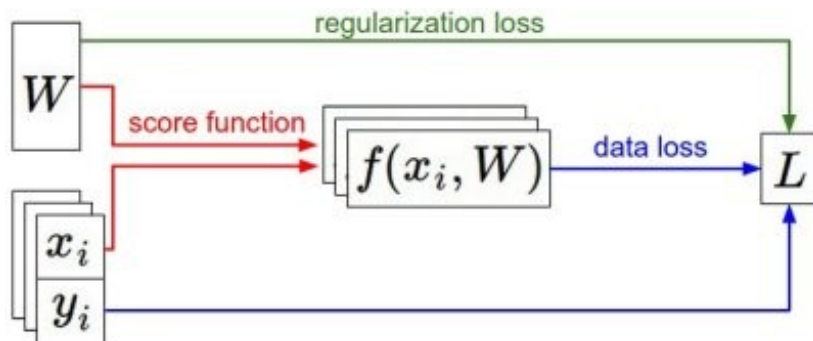 regularization loss
W
score function
f(x_i, W)
data loss
L
x_i
y_i